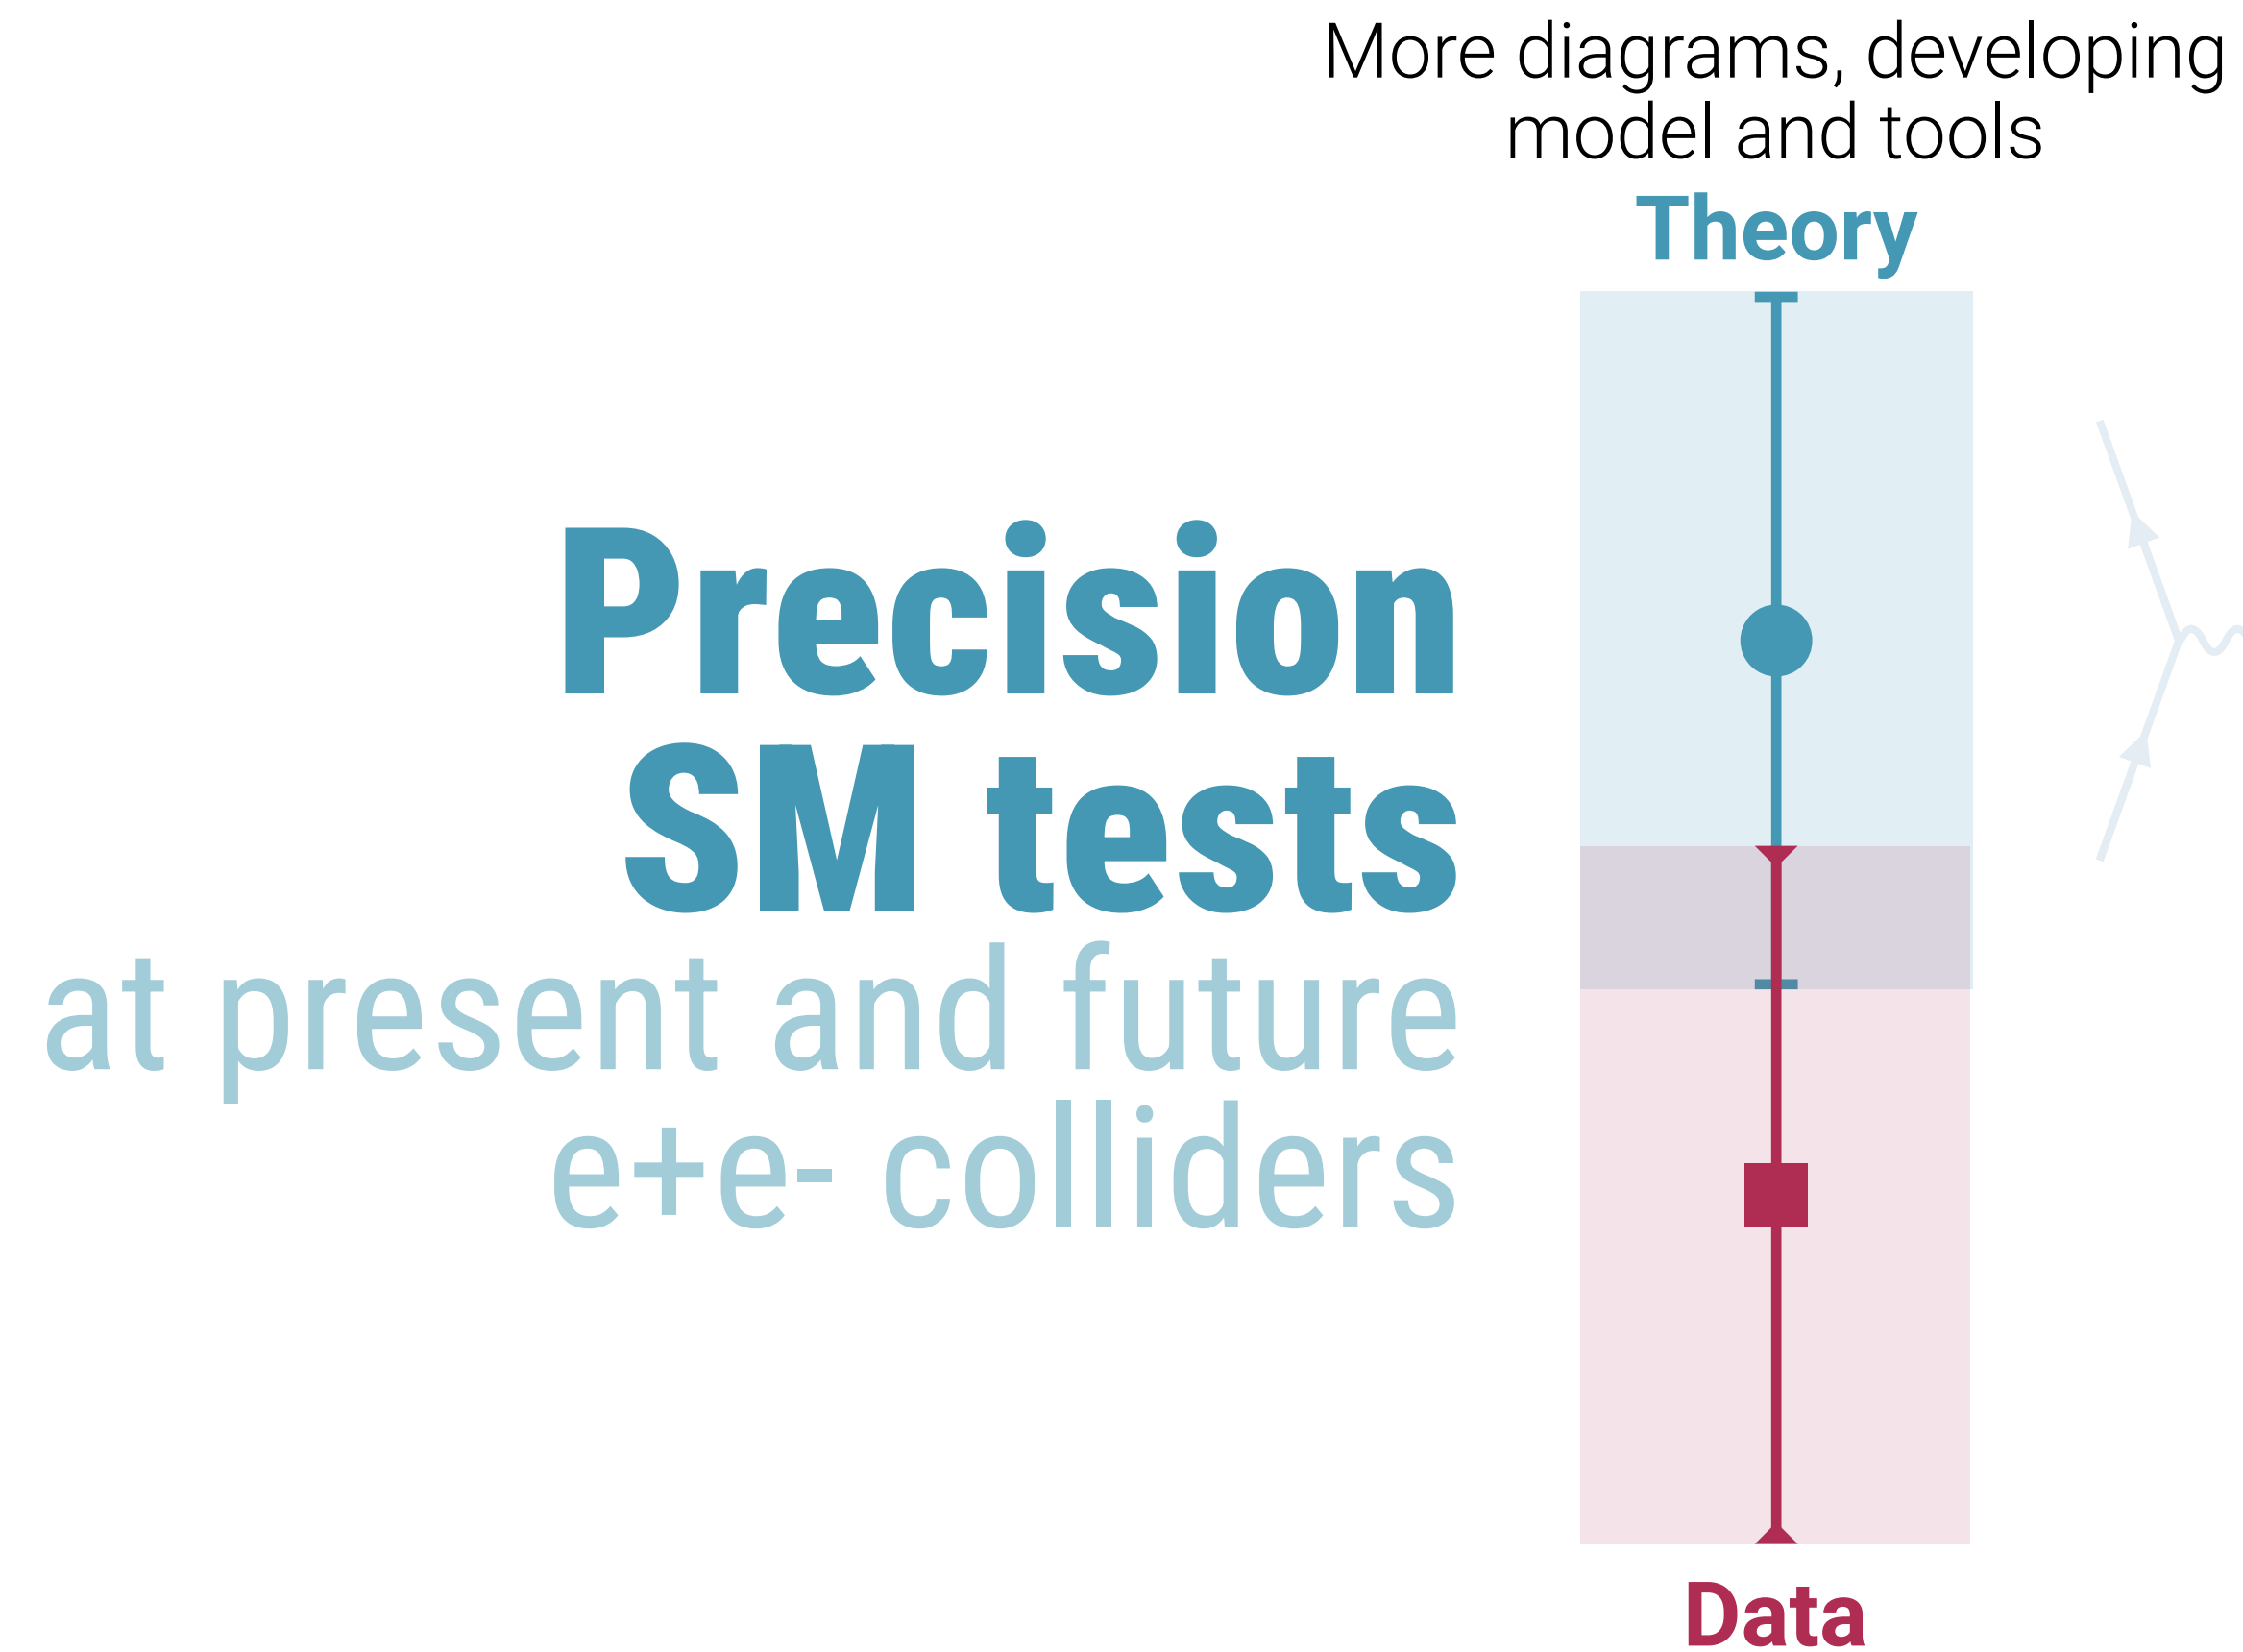 More diagrams, developing
model and tools
Theory
Precision
SM tests
at present and future
e+e- colliders
Data